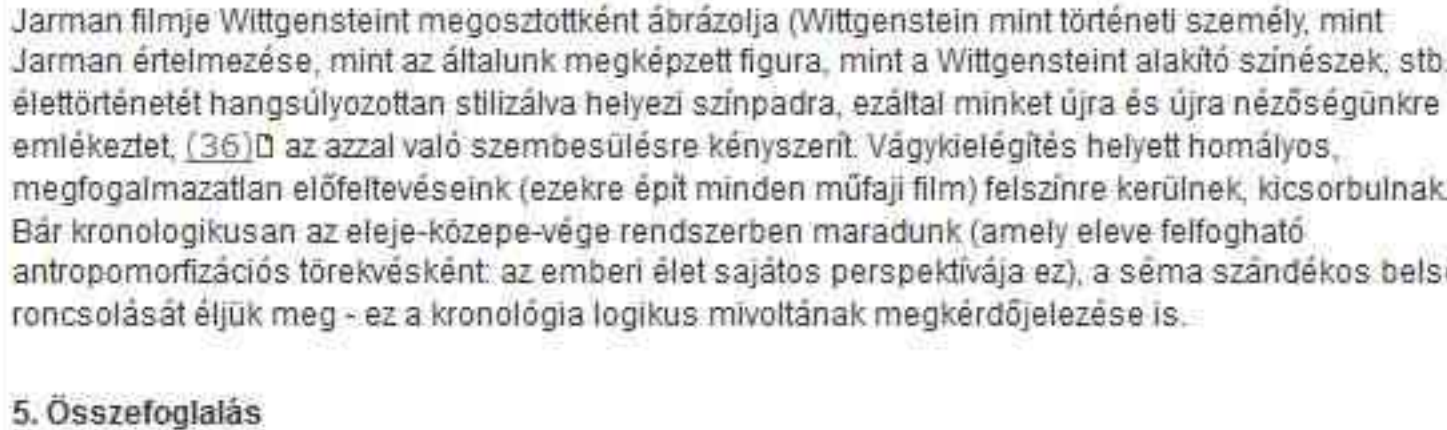 Jarman filmje Wittgensteint megosztottként ábrázolja (Wittgenstein mint történeti személy, mint
Jarman értelmezése, mint az általunk megképzett figura, mint a Wittgensteint alakító színészek, stb
élettörténetét hangsúlyozottan stilizálva helyezi színpadra, ezáltal minket újra és újra nézőségünkre
emlékeztet, (36) az azzal való szembesülésre kényszerít. Vágykielégítés helyett homályos,
megfogalmazatlan előfeltevéseink (ezekre épít minden műfaji film) felszínre kerülnek, kicsorbulnak
Bár kronologikusan az eleje-közepe-vége rendszerben maradunk (amely eleve felfogható
antropomorfizációs törekvésként: az emberi élet sajátos perspektívája ez), a séma szándékos
roncsolását éljük meg - ez a kronológia logikus mivoltának megkérdőjelezése is.
5. Összefoglalás